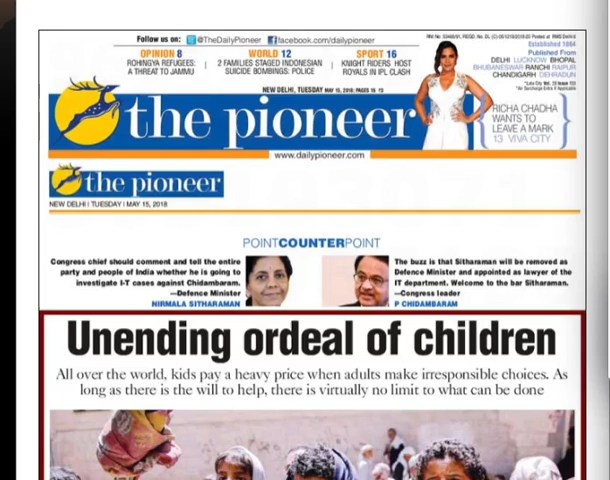 Follow us on: @TheDailyPioneer facebook.com/dailypioneer
Established 1864
Published From
OPINION 8
ROHINGYA REFUGEES:
A THREAT TO JAMMU
WORLD 12
2 FAMILIES STAGED INDONESIAN
SUICIDE BOMBINGS: POLICE
SPORT 16
KNIGHT RIDERS HOST
ROYALS IN IPL CLASH
DELHI LUCKNOW BHOPAL
BHUBANESWAR RANCHI RAIPUR
CHANDIGARH DEHRADUN
NEW DELHI, TUESDAY MAY 15, 2018; PAGES 16
the pioneer
RICHA CHADHA
WANTS TO
LEAVE A MARK
13 VIVA CITY
www.dailypioneer.com
the pioneer
NEW DELHI | TUESDAY | MAY 15, 2018
POINTCOUNTERPOINT
Congress chief should comment and tell the entire
party and people of India whether he is going to
investigate I-T cases against Chidambaram.
—Defence Minister
NIRMALA SITHARAMAN
The buzz is that Sitharaman will be removed as
Defence Minister and appointed as lawyer of the
IT department. Welcome to the bar Sitharaman.
—Congress leader
P CHIDAMBARAM
Unending ordeal of children
All over the world, kids pay a heavy price when adults make irresponsible choices. As
long as there is the will to help, there is virtually no limit to what can be done